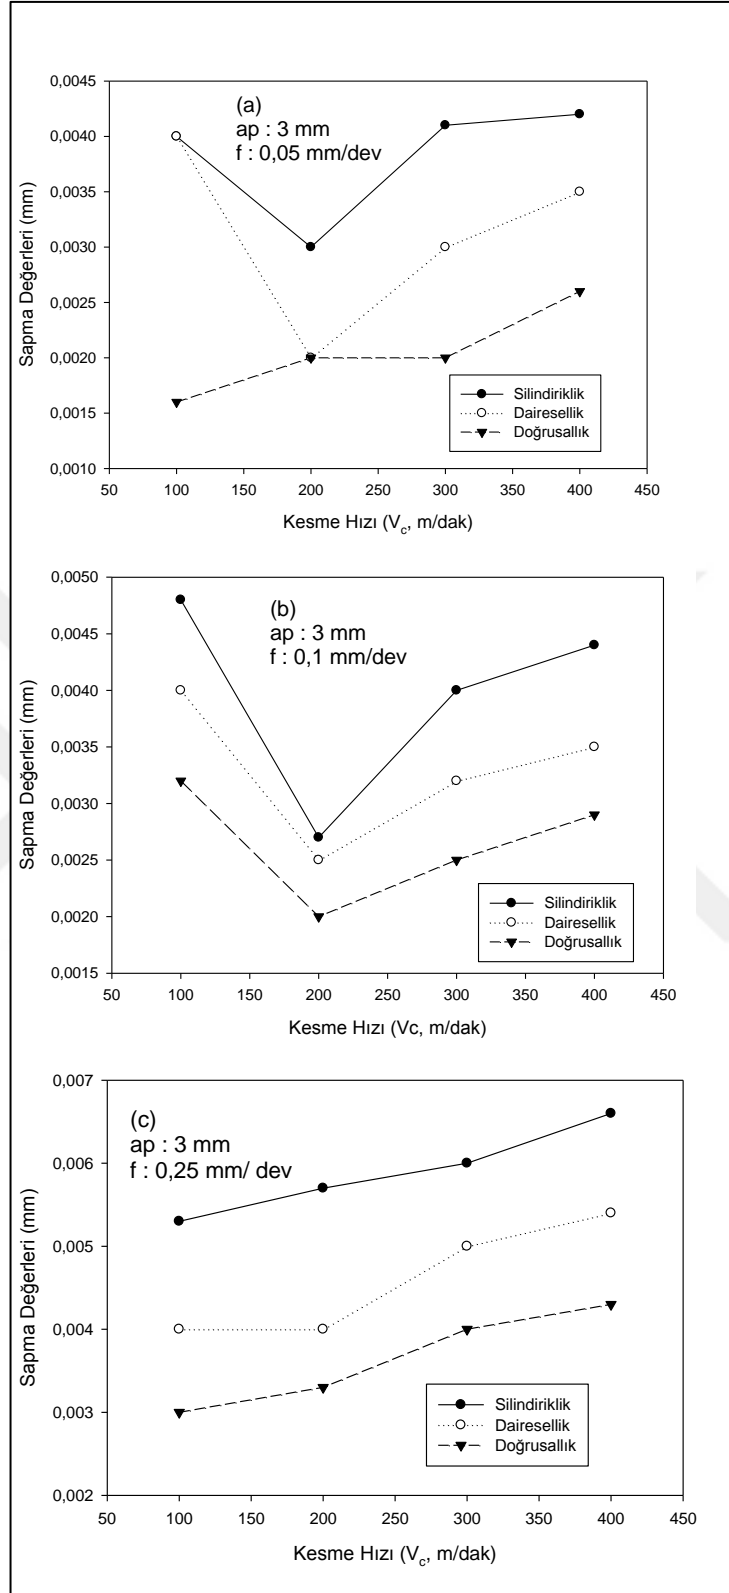 (a)
ap : 3 mm
f : 0,05 mm/dev
Sapma Değerleri (mm)
0,0045
0,0040
0,0035
0,0030
0,0025
0,0020
0,0015
0,0010
Silindiriklik
Dairesellik
Doğrusallık
50 100 150 200 250 300 350 400 450
Kesme Hızı (Vc, m/dak)
(b)
ap : 3 mm
f : 0,1 mm/dev
Sapma Değerleri (mm)
0,0050
0,0045
0,0040
0,0035
0,0030
0,0025
0,0020
0,0015
Silindiriklik
Dairesellik
Doğrusallık
50 100 150 200 250 300 350 400 450
Kesme Hızı (Vc, m/dak)
(c)
ap : 3 mm
f : 0,25 mm/ dev
Sapma Değerleri (mm)
0,007
0,006
0,005
0,004
0,003
0,002
Silindiriklik
Dairesellik
Doğrusallık
50 100 150 200 250 300 350 400 450
Kesme Hızı (Vc, m/dak)